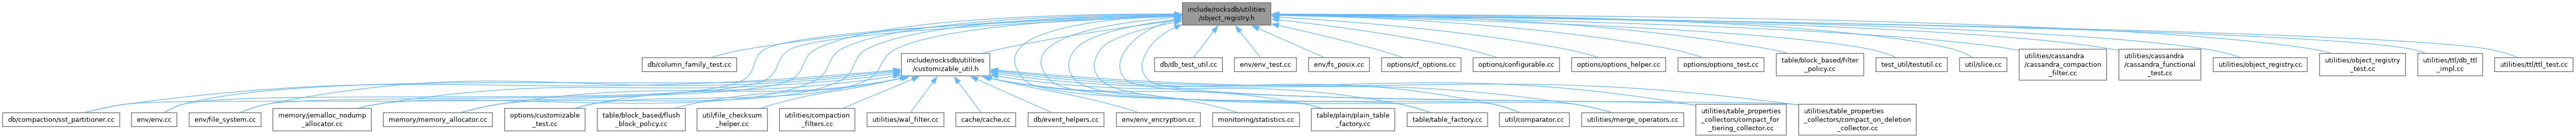 include/rocksdb/utilities
/object_registry.h
db/column_family_test.cc
include/rocksdb/utilities
/customizable_util.h
db/db_test_util.cc
env/env_test.cc
env/fs_posix.cc
options/cf_options.cc
options/configurable.cc
options/options_helper.cc
options/options_test.cc
table/block_based/filter
_policy.cc
test_util/testutil.cc
util/slice.cc
utilities/cassandra
/cassandra_compaction
_filter.cc
utilities/cassandra
/cassandra_functional
_test.cc
utilities/object_registry.cc
utilities/object_registry
_test.cc
utilities/ttl/db_ttl
_impl.cc
utilities/ttl/ttl_test.cc
db/compaction/sst_partitioner.cc
env/env.cc
env/file_system.cc
memory/jemalloc_nodump
_allocator.cc
memory/memory_allocator.cc
options/customizable
_test.cc
table/block_based/flush
_block_policy.cc
util/file_checksum
_helper.cc
utilities/compaction
_filters.cc
utilities/wal_filter.cc
cache/cache.cc
db/event_helpers.cc
env/env_encryption.cc
monitoring/statistics.cc
table/plain/plain_table
_factory.cc
table/table_factory.cc
util/comparator.cc
utilities/merge_operators.cc
utilities/table_properties
_collectors/compact_for
_tiering_collector.cc
utilities/table_properties
_collectors/compact_on_deletion
_collector.cc